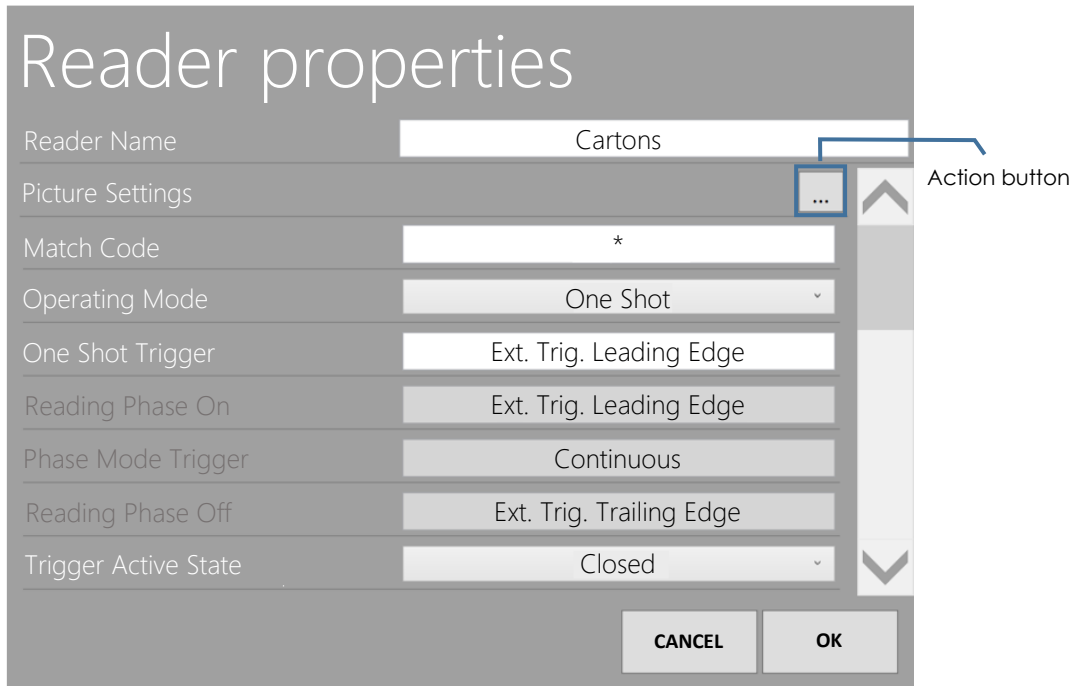 Reader properties
Reader Name Cartons
Picture Settings ...
Action button
Match Code *
Operating Mode One Shot
One Shot Trigger Ext. Trig. Leading Edge
Reading Phase On Ext. Trig. Leading Edge
Phase Mode Trigger Continuous
Reading Phase Off Ext. Trig. Trailing Edge
Trigger Active State Closed
CANCEL OK